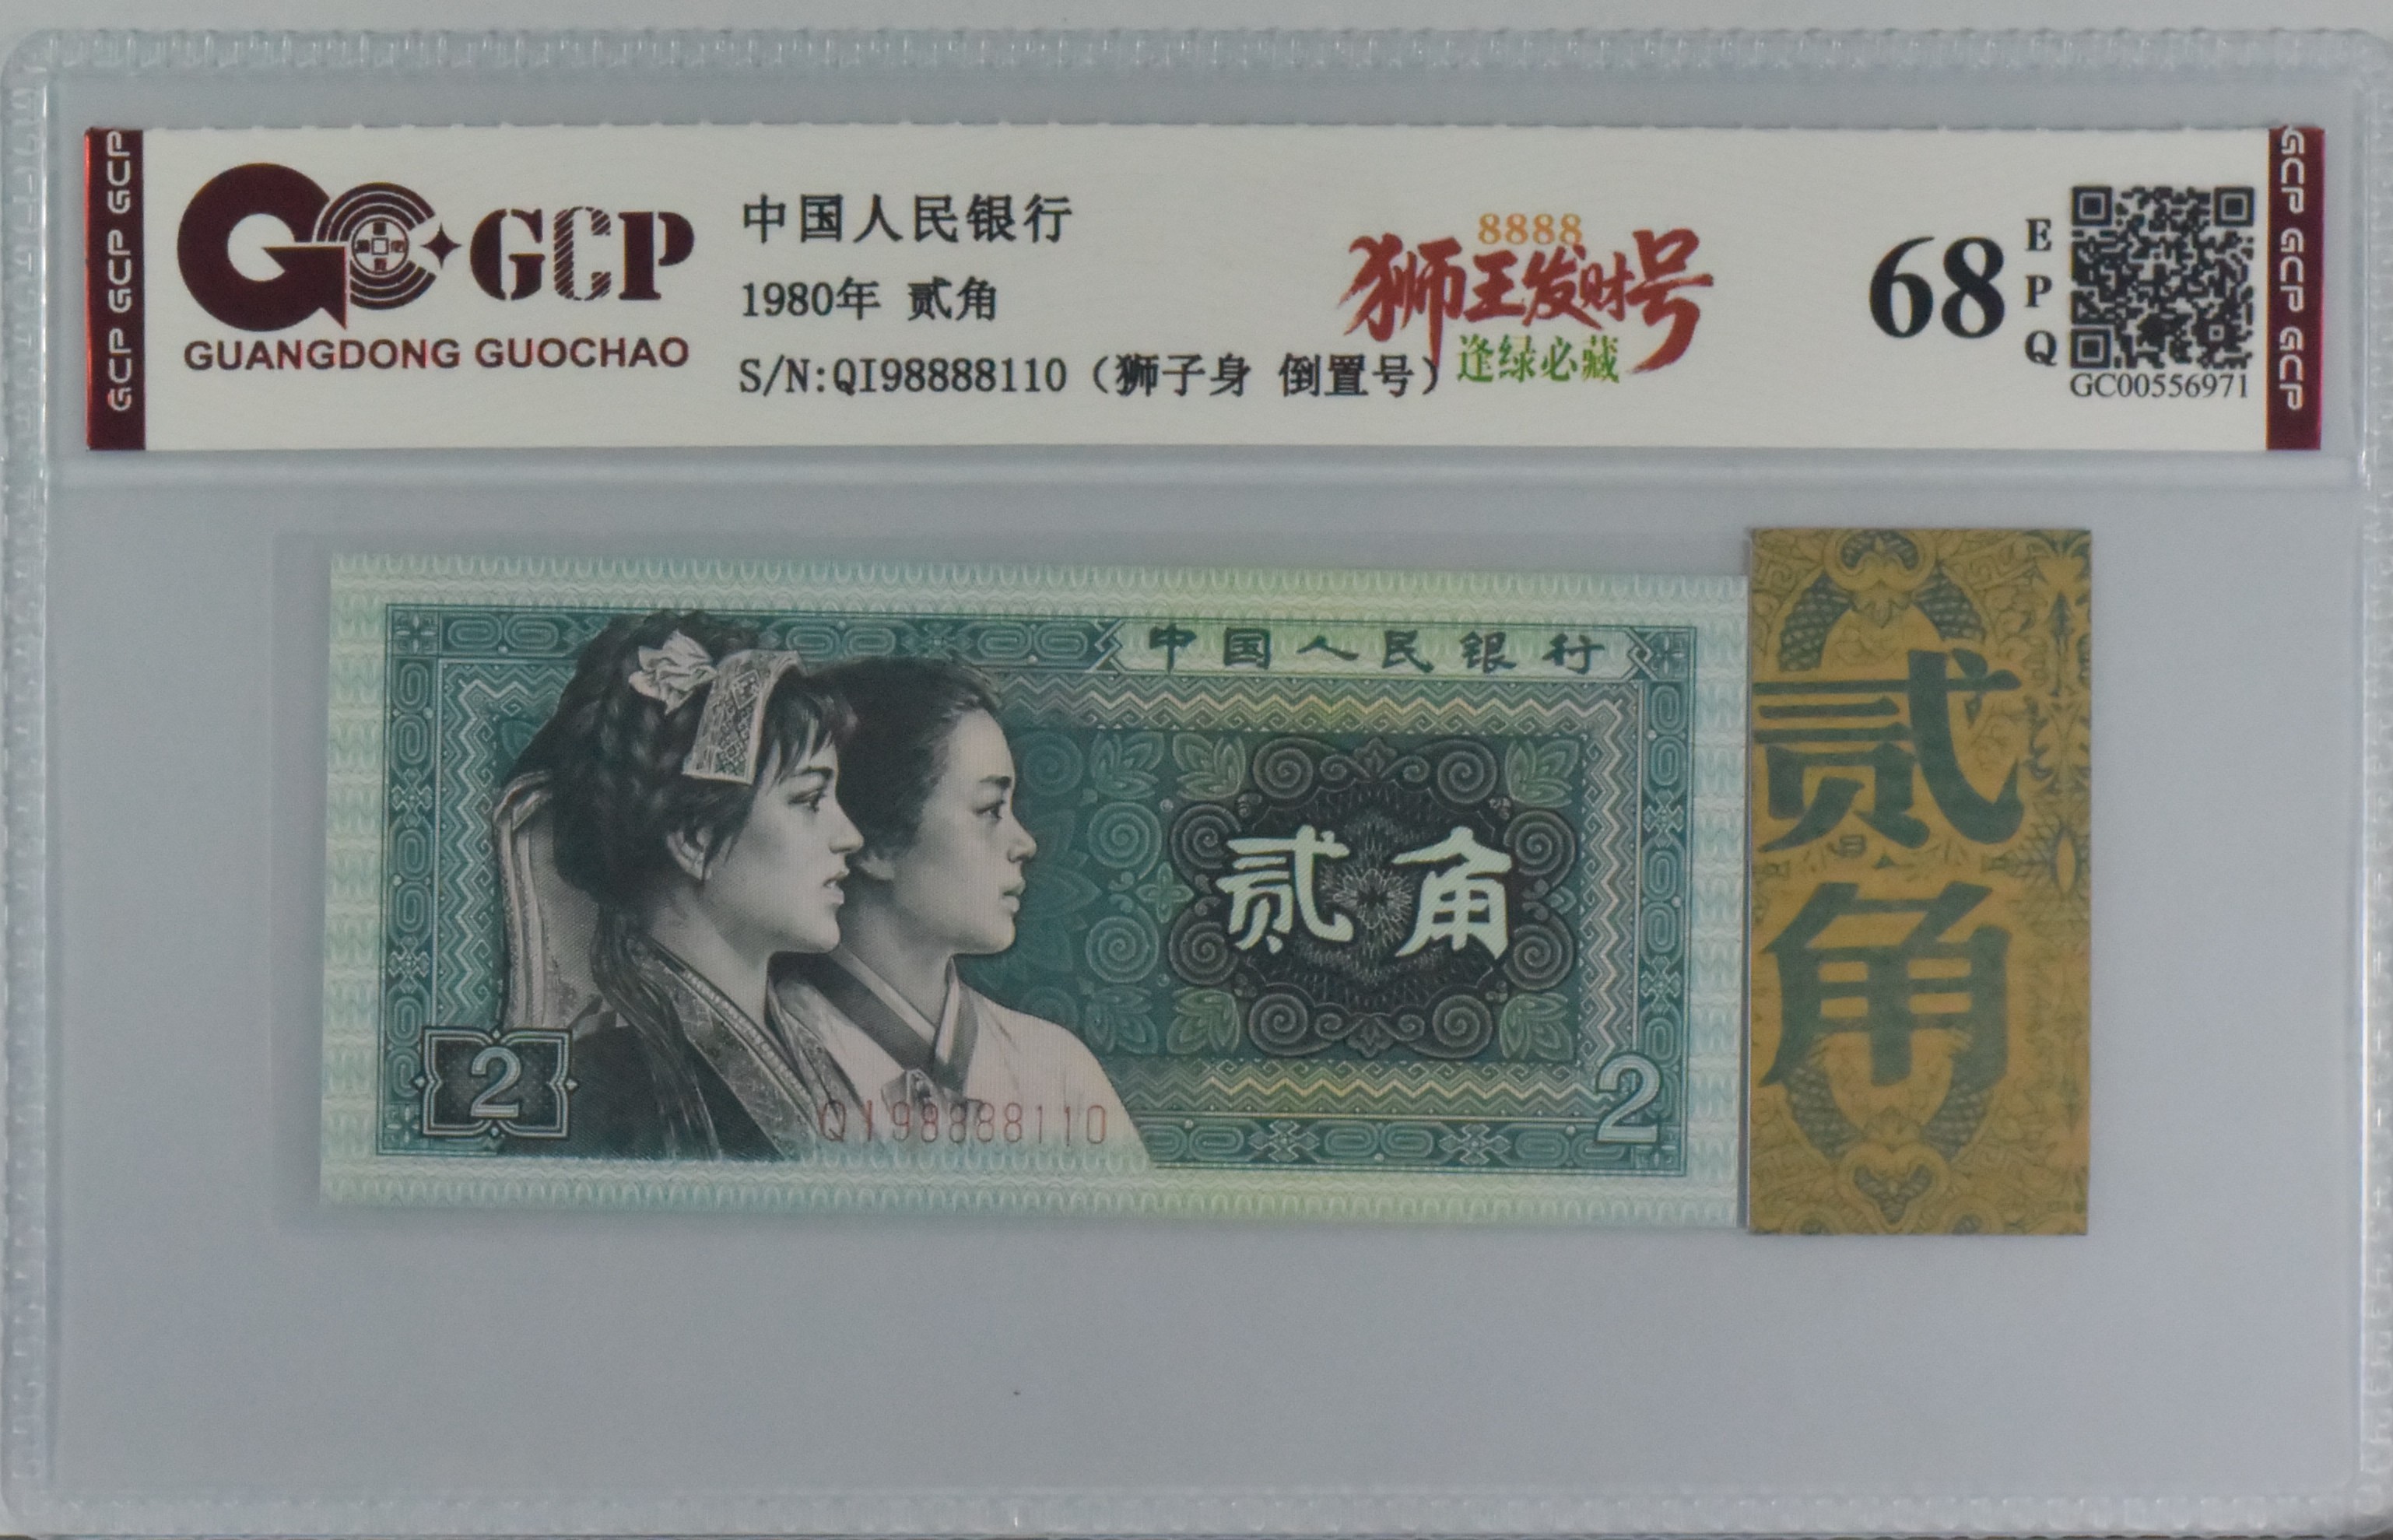 GCP GCP GCP
GCP
GUANGDONG GUOCHAO
中国人民银行
1980年 贰角
S/N:QI98888110（狮子身 倒置号）
8888
狮王发财号
逢绿必藏
68
EPQ
GC00556971
GCP GCP GCP
中国人民银行
贰角
2
QI98888110
2
贰角